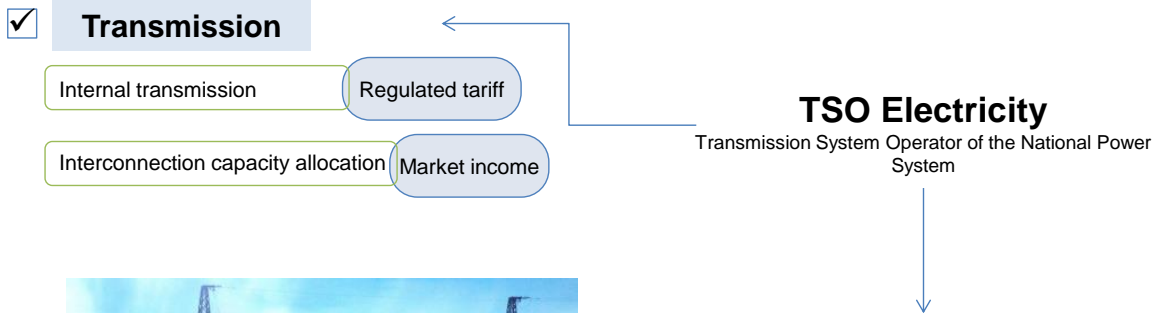 Transmission
Internal transmission
Regulated tariff
Interconnection capacity allocation
Market income
TSO Electricity
Transmission System Operator of the National Power
System